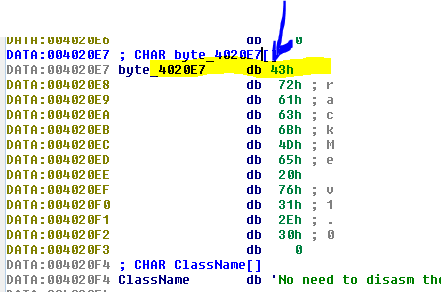 DATA:004020E6 db 0
DATA:004020E7 ; CHAR byte_4020E7[]
DATA:004020E7 byte_4020E7 db 43h
DATA:004020E8 db 72h ; r
DATA:004020E9 db 61h ; a
DATA:004020EA db 63h ; c
DATA:004020EB db 6Bh ; k
DATA:004020EC db 4Dh ; M
DATA:004020ED db 65h ; e
DATA:004020EE db 20h
DATA:004020EF db 76h ; v
DATA:004020F0 db 31h ; 1
DATA:004020F1 db 2Eh ; .
DATA:004020F2 db 30h ; 0
DATA:004020F3 db 0
DATA:004020F4 ; CHAR ClassName[]
DATA:004020F4 ClassName db 'No need to disasm the